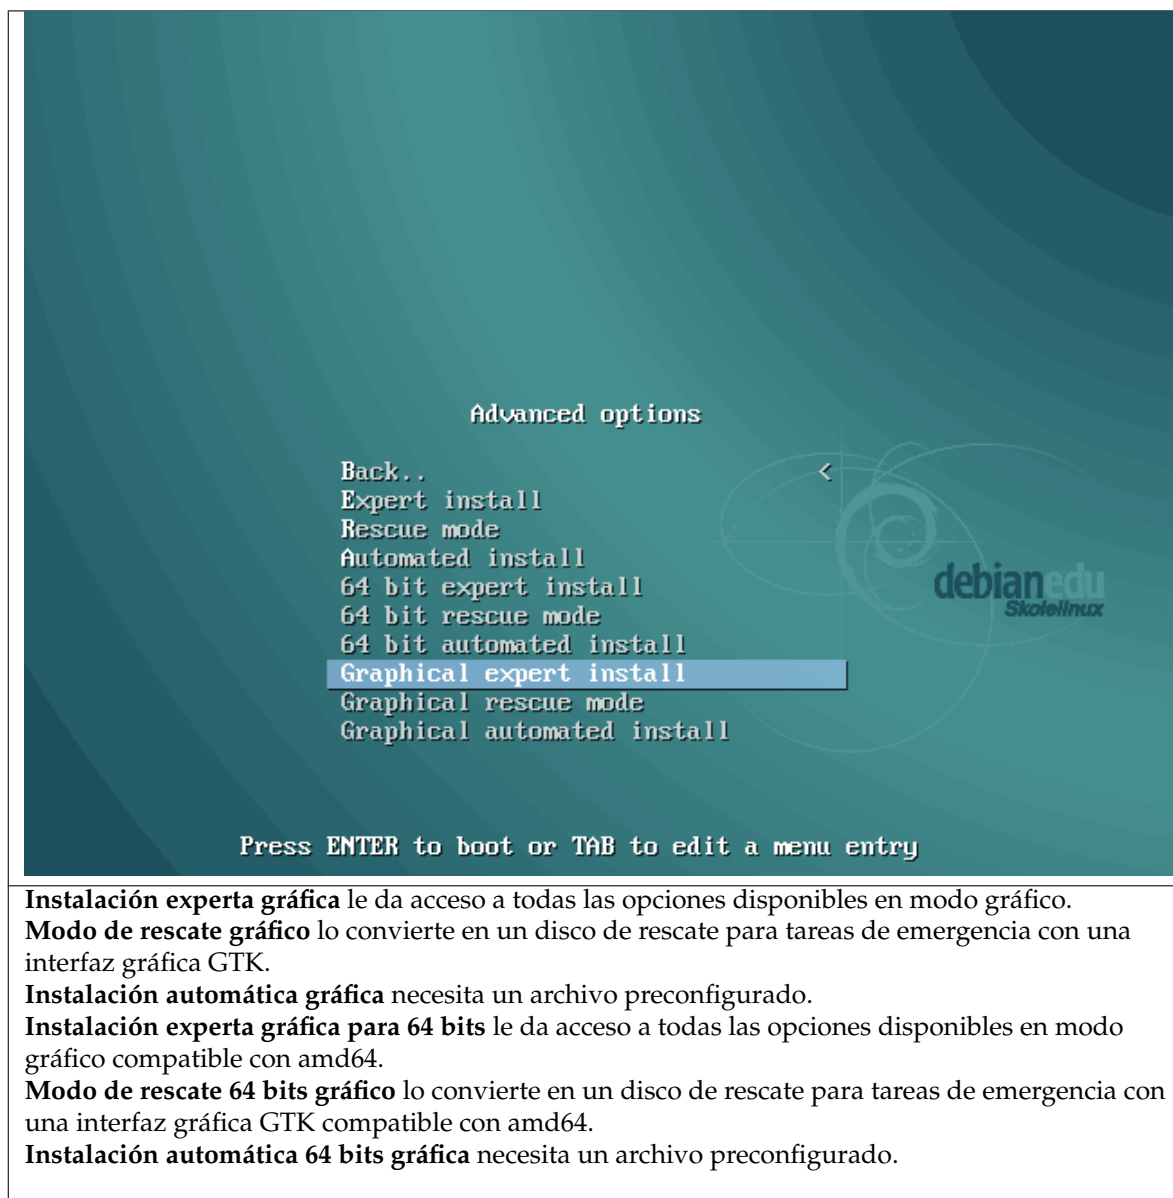 Advanced options
Back.. <
Expert install
Rescue mode
Automated install
64 bit expert install
64 bit rescue mode
64 bit automated install
Graphical expert install
Graphical rescue mode
Graphical automated install
debianedu
Skolelinux
Press ENTER to boot or TAB to edit a menu entry
Instalación experta gráfica le da acceso a todas las opciones disponibles en modo gráfico.
Modo de rescate gráfico lo convierte en un disco de rescate para tareas de emergencia con una
interfaz gráfica GTK.
Instalación automática gráfica necesita un archivo preconfigurado.
Instalación experta gráfica para 64 bits le da acceso a todas las opciones disponibles en modo
gráfico compatible con amd64.
Modo de rescate 64 bits gráfico lo convierte en un disco de rescate para tareas de emergencia con
una interfaz gráfica GTK compatible con amd64.
Instalación automática 64 bits gráfica necesita un archivo preconfigurado.